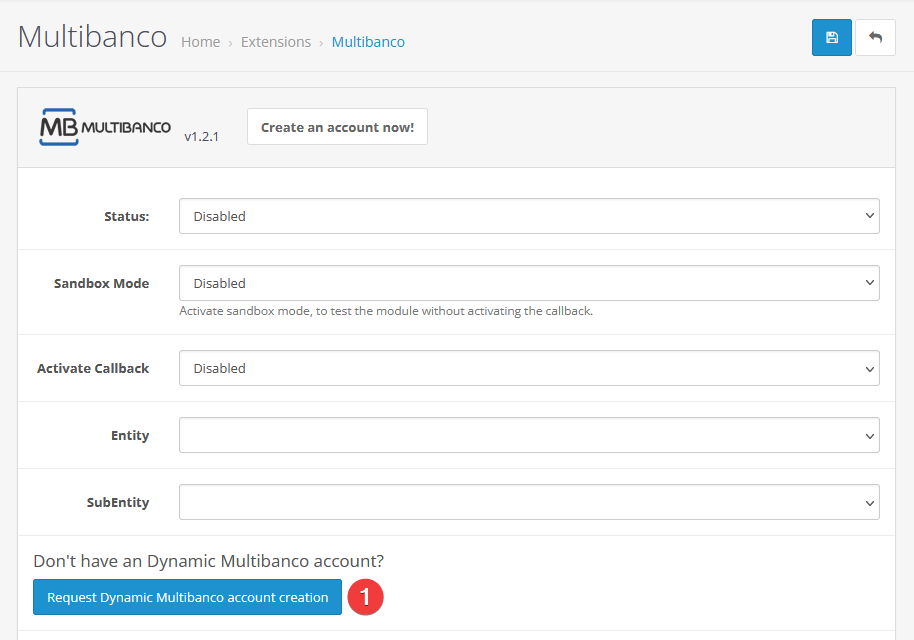 Multibanco Home › Extensions › Multibanco
MB MULTIBANCO v1.2.1 Create an account now!
Status: Disabled
Sandbox Mode Disabled
Activate sandbox mode, to test the module without activating the callback.
Activate Callback Disabled
Entity
SubEntity
Don't have an Dynamic Multibanco account?
Request Dynamic Multibanco account creation 1